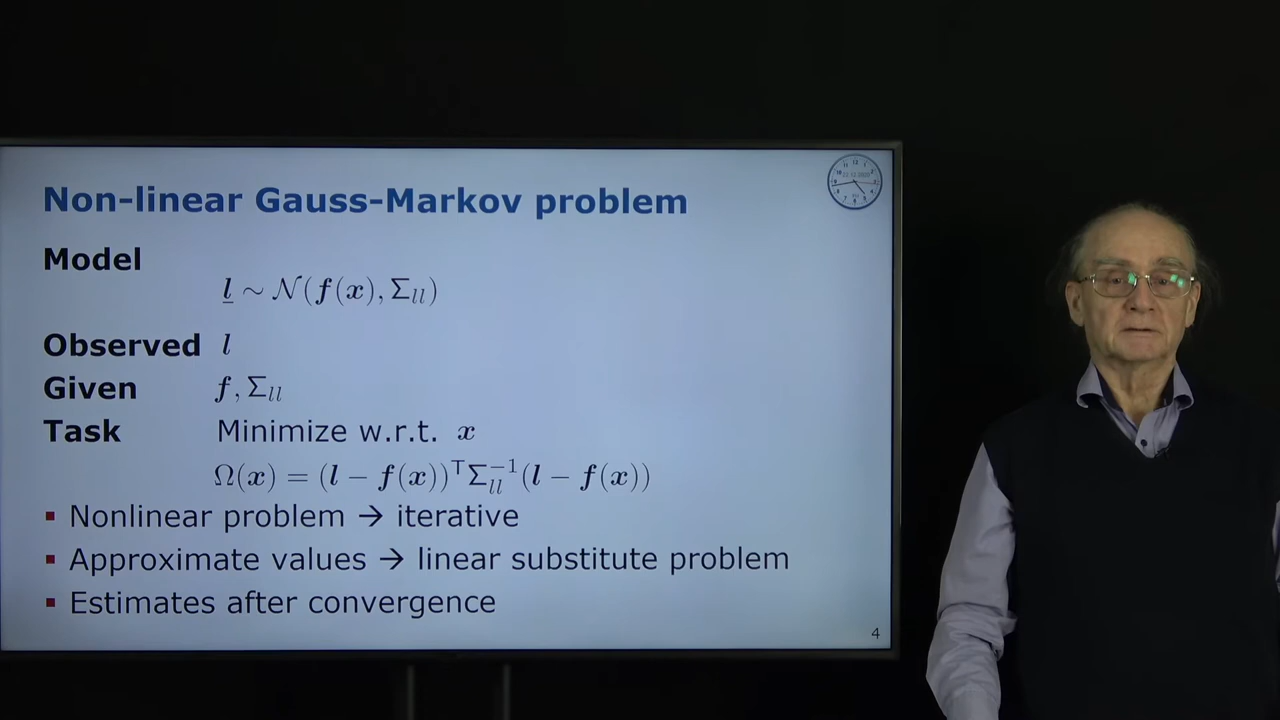 Non-linear Gauss-Markov problem
Model
l ∼ 𝒩(f(x), Σ_ll)
Observed l
Given f, Σ_ll
Task Minimize w.r.t. x
Ω(x) = (l − f(x))^T Σ_ll^−1 (l − f(x))
▪ Nonlinear problem → iterative
▪ Approximate values → linear substitute problem
▪ Estimates after convergence
4